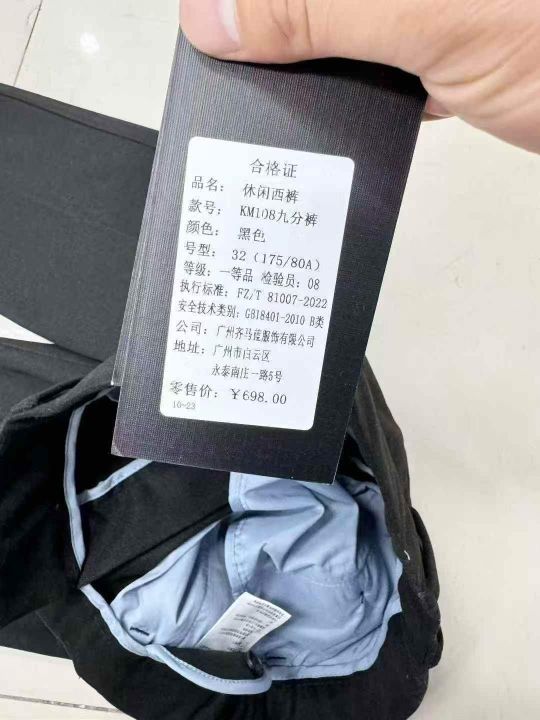 合格证
品名： 休闲西裤
款号： KM108九分裤
颜色： 黑色
号型： 32（175/80A）
等级：一等品 检验员：08
执行标准：FZ/T 81007-2022
安全技术类别：GB18401-2010 B类
公司：广州齐马蓰服饰有限公司
地址：广州市白云区
永泰南庄一路5号
零售价：￥698.00
10-23